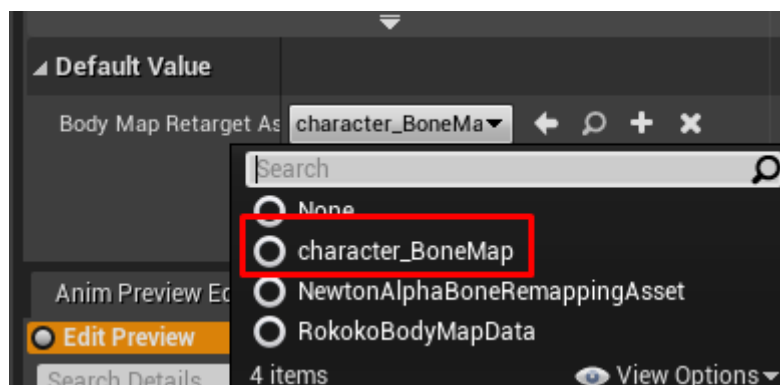 Default Value
Body Map Retarget As
character_BoneMa
Search
None
character_BoneMap
NewtonAlphaBoneRemappingAsset
RokokoBodyMapData
Anim Preview Ed
Edit Preview
Search Details
4 items
View Options